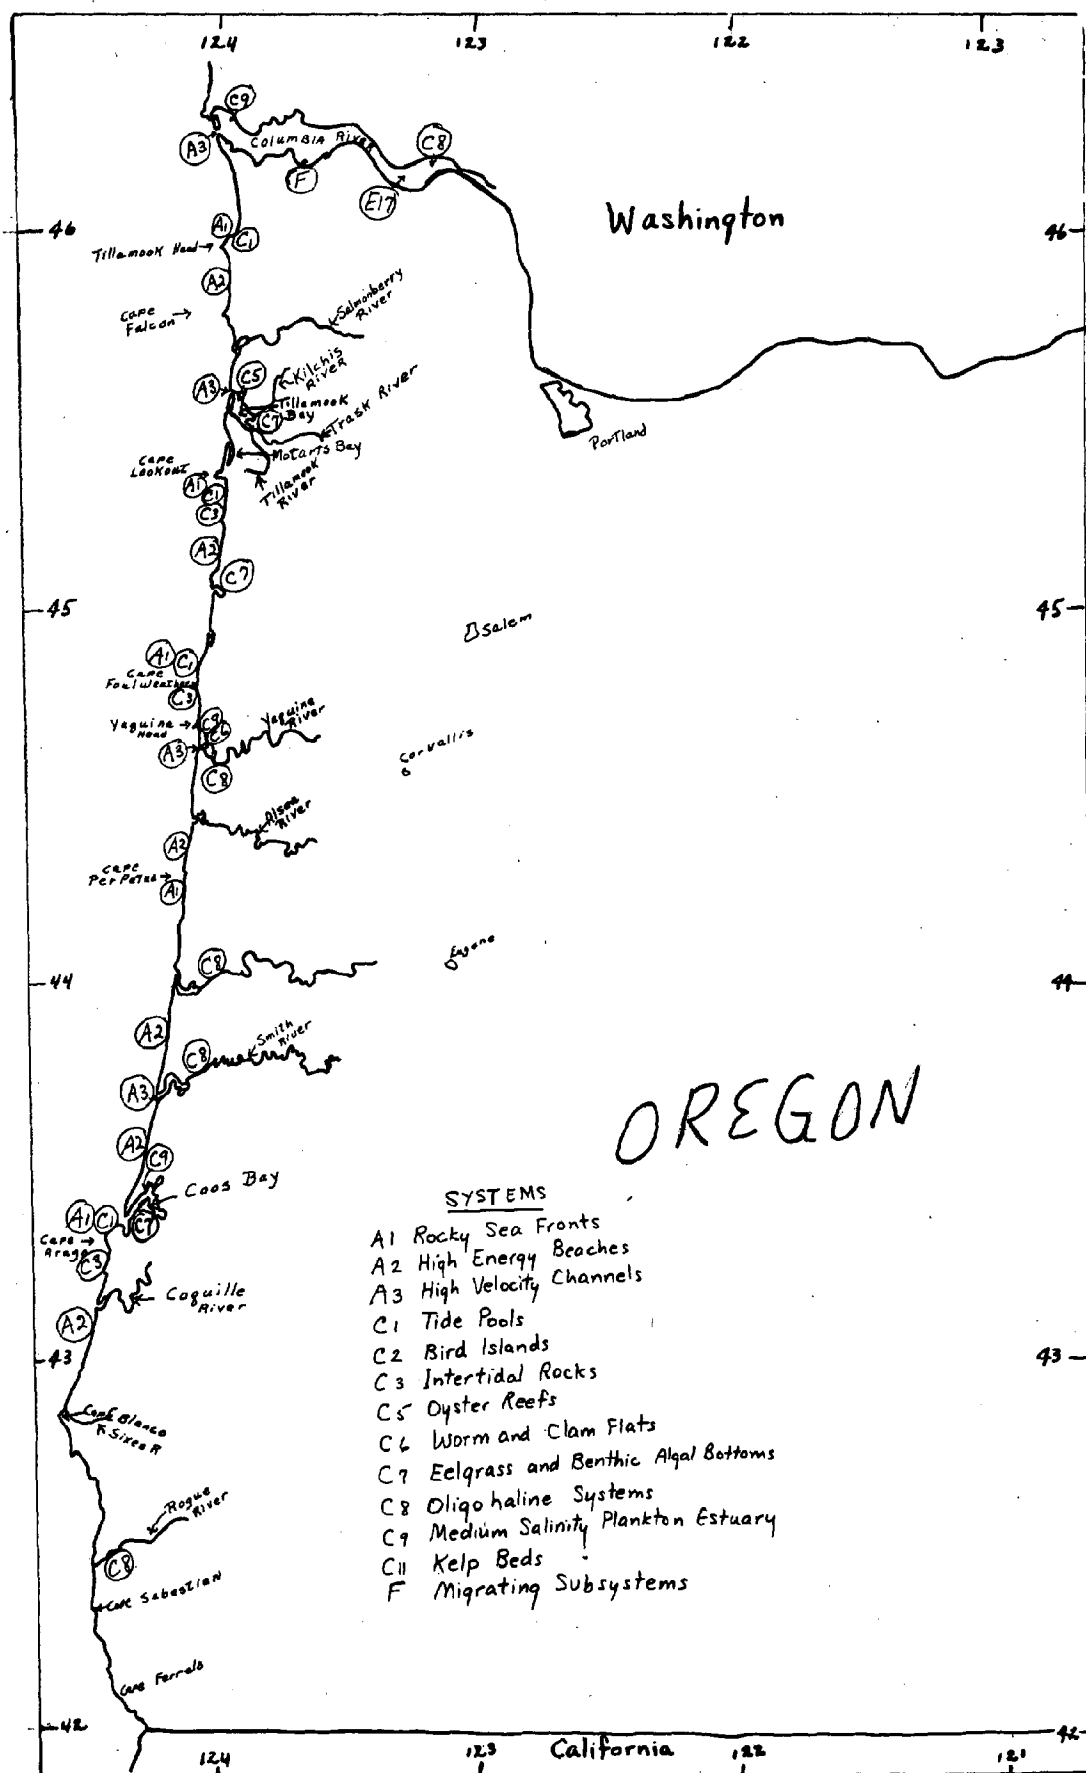 124 123 122 123
C9
Columbia River
C8
A3
F
E17
Washington
46 46
A1
C1
Tillamook Head
A2
Salmonberry
River
Cape
Falcon
Kilchis
River
C5
A3
Tillamook
Bay
C7
Trask River
Portland
Motarts Bay
Cape
Lookout
Tillamook
River
A1
C1
C3
A2
C7
45 45
Salem
A1
C1
Cape
Foulweather
C3
Yaquina
Head
C9
C6
Yaquina
River
A3
C8
Corvallis
Alsea
River
A2
Cape
Perpetua
A1
Eugene
C8
44 44
A2
Smith
River
C8
A3
OREGON
A2
C9
Coos Bay
C7
A1
C1
Cape
Arago
C3
Coquille
River
A2
43 43
Cape Blanco
Sixes R
Rogue
River
C8
Cape Sebastian
Cape Ferrelo
SYSTEMS
A1 Rocky Sea Fronts
A2 High Energy Beaches
A3 High Velocity Channels
C1 Tide Pools
C2 Bird Islands
C3 Intertidal Rocks
C5 Oyster Reefs
C6 Worm and Clam Flats
C7 Eelgrass and Benthic Algal Bottoms
C8 Oligohaline Systems
C9 Medium Salinity Plankton Estuary
C11 Kelp Beds
F Migrating Subsystems
42 42
California
124 123 122 121